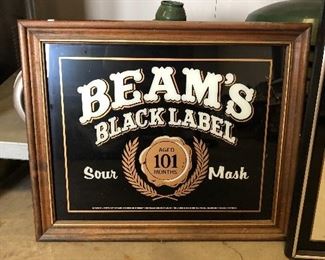 BEAM'S
BLACK LABEL
AGED
101
MONTHS
Sour Mash